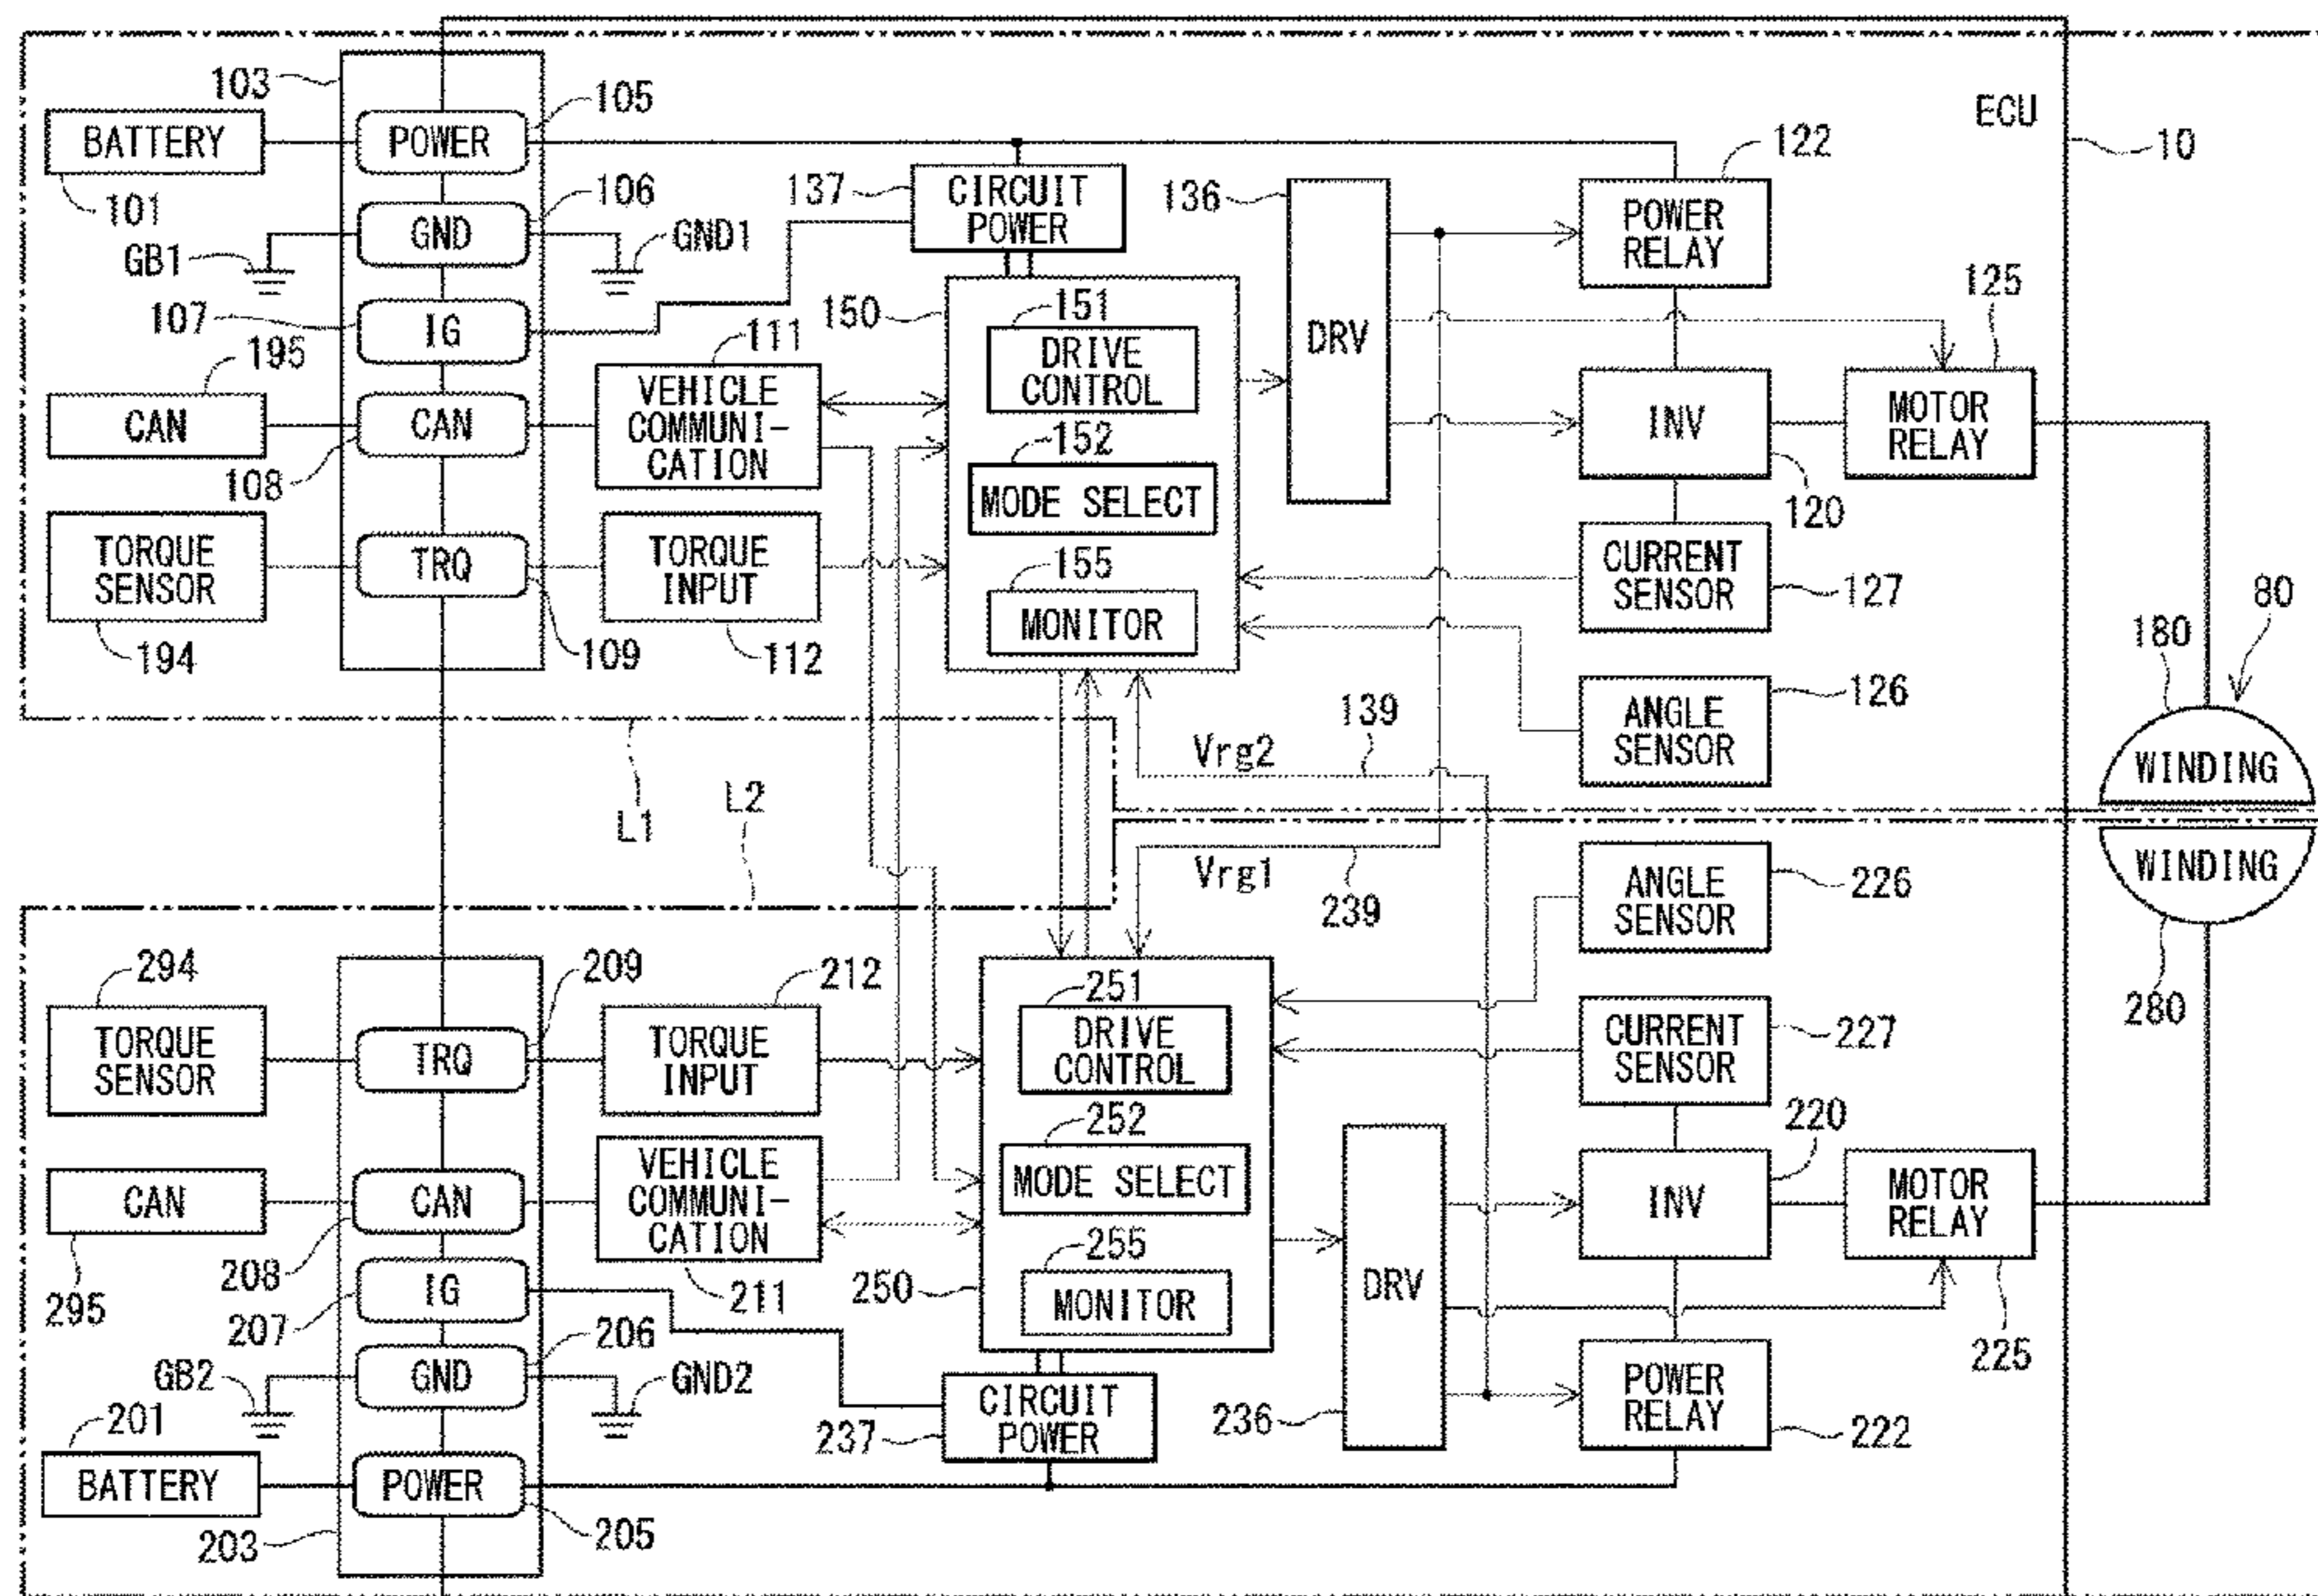 103
105
BATTERY
POWER
ECU
122
10
101
106
137
CIRCUIT
POWER
136
POWER
RELAY
GB1
GND
GND1
125
107
IG
150
151
DRV
195
111
DRIVE
CONTROL
CAN
CAN
VEHICLE
COMMUNI-
CATION
INV
MOTOR
RELAY
108
152
MODE SELECT
120
TORQUE
SENSOR
TRQ
TORQUE
INPUT
155
CURRENT
SENSOR
127
MONITOR
80
194
109
112
180
ANGLE
SENSOR
126
139
Vrg2
WINDING
L1
L2
Vrg1
239
ANGLE
SENSOR
226
WINDING
294
209
212
251
280
TORQUE
SENSOR
TRQ
TORQUE
INPUT
DRIVE
CONTROL
CURRENT
SENSOR
227
252
220
CAN
CAN
VEHICLE
COMMUNI-
CATION
MODE SELECT
INV
MOTOR
RELAY
295
208
IG
211
250
255
MONITOR
DRV
207
206
225
GB2
GND
GND2
CIRCUIT
POWER
POWER
RELAY
201
237
236
222
BATTERY
POWER
203
205